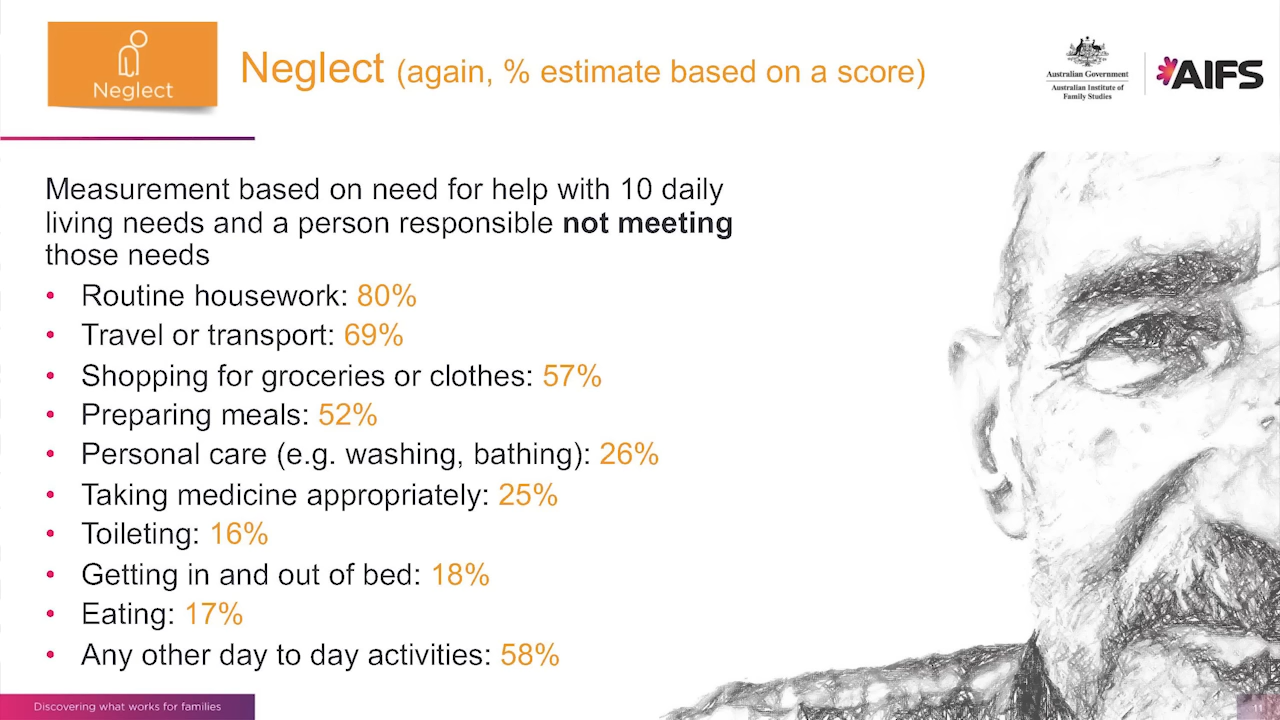 Neglect
Neglect (again, % estimate based on a score)
Australian Government
Australian Institute of
Family Studies
AIFS
Measurement based on need for help with 10 daily
living needs and a person responsible not meeting
those needs
• Routine housework: 80%
• Travel or transport: 69%
• Shopping for groceries or clothes: 57%
• Preparing meals: 52%
• Personal care (e.g. washing, bathing): 26%
• Taking medicine appropriately: 25%
• Toileting: 16%
• Getting in and out of bed: 18%
• Eating: 17%
• Any other day to day activities: 58%
Discovering what works for families
11